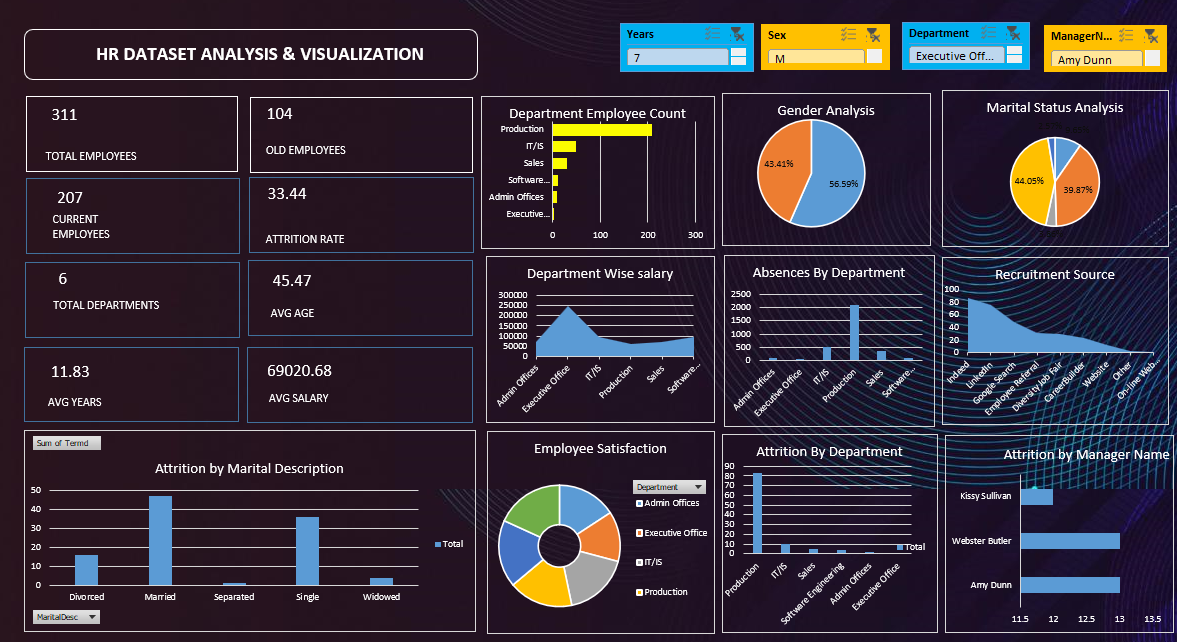 HR DATASET ANALYSIS & VISUALIZATION
Years
7
Sex
M
Department
Executive Off...
ManagerN...
Amy Dunn
311
TOTAL EMPLOYEES
104
OLD EMPLOYEES
207
CURRENT
EMPLOYEES
33.44
ATTRITION RATE
6
TOTAL DEPARTMENTS
45.47
AVG AGE
11.83
AVG YEARS
69020.68
AVG SALARY
Department Employee Count
Production
IT/IS
Sales
Software...
Admin Offices
Executive...
0 100 200 300
Gender Analysis
43.41%
56.59%
Marital Status Analysis
44.05%
39.87%
Department Wise salary
300000
250000
200000
150000
100000
50000
0
Admin Offices
Executive Office
IT/IS
Production
Sales
Software...
Absences By Department
2500
2000
1500
1000
500
0
Admin Offices
Executive Office
IT/IS
Production
Sales
Software...
Recruitment Source
100
80
60
40
20
0
Indeed
LinkedIn
Google Search
Employee Referral
Diversity Job Fair
CareerBuilder
Website
Other
On-line Web...
Sum of Termd
Attrition by Marital Description
50
40
30
20
10
0
Divorced Married Separated Single Widowed
Total
MaritalDesc
Employee Satisfaction
Department
Admin Offices
Executive Office
IT/IS
Production
Attrition By Department
90
80
70
60
50
40
30
20
10
0
Production
IT/IS
Sales
Software Engineering
Admin Offices
Executive Office
Total
Attrition by Manager Name
Kissy Sullivan
Webster Butler
Amy Dunn
11.5 12 12.5 13 13.5